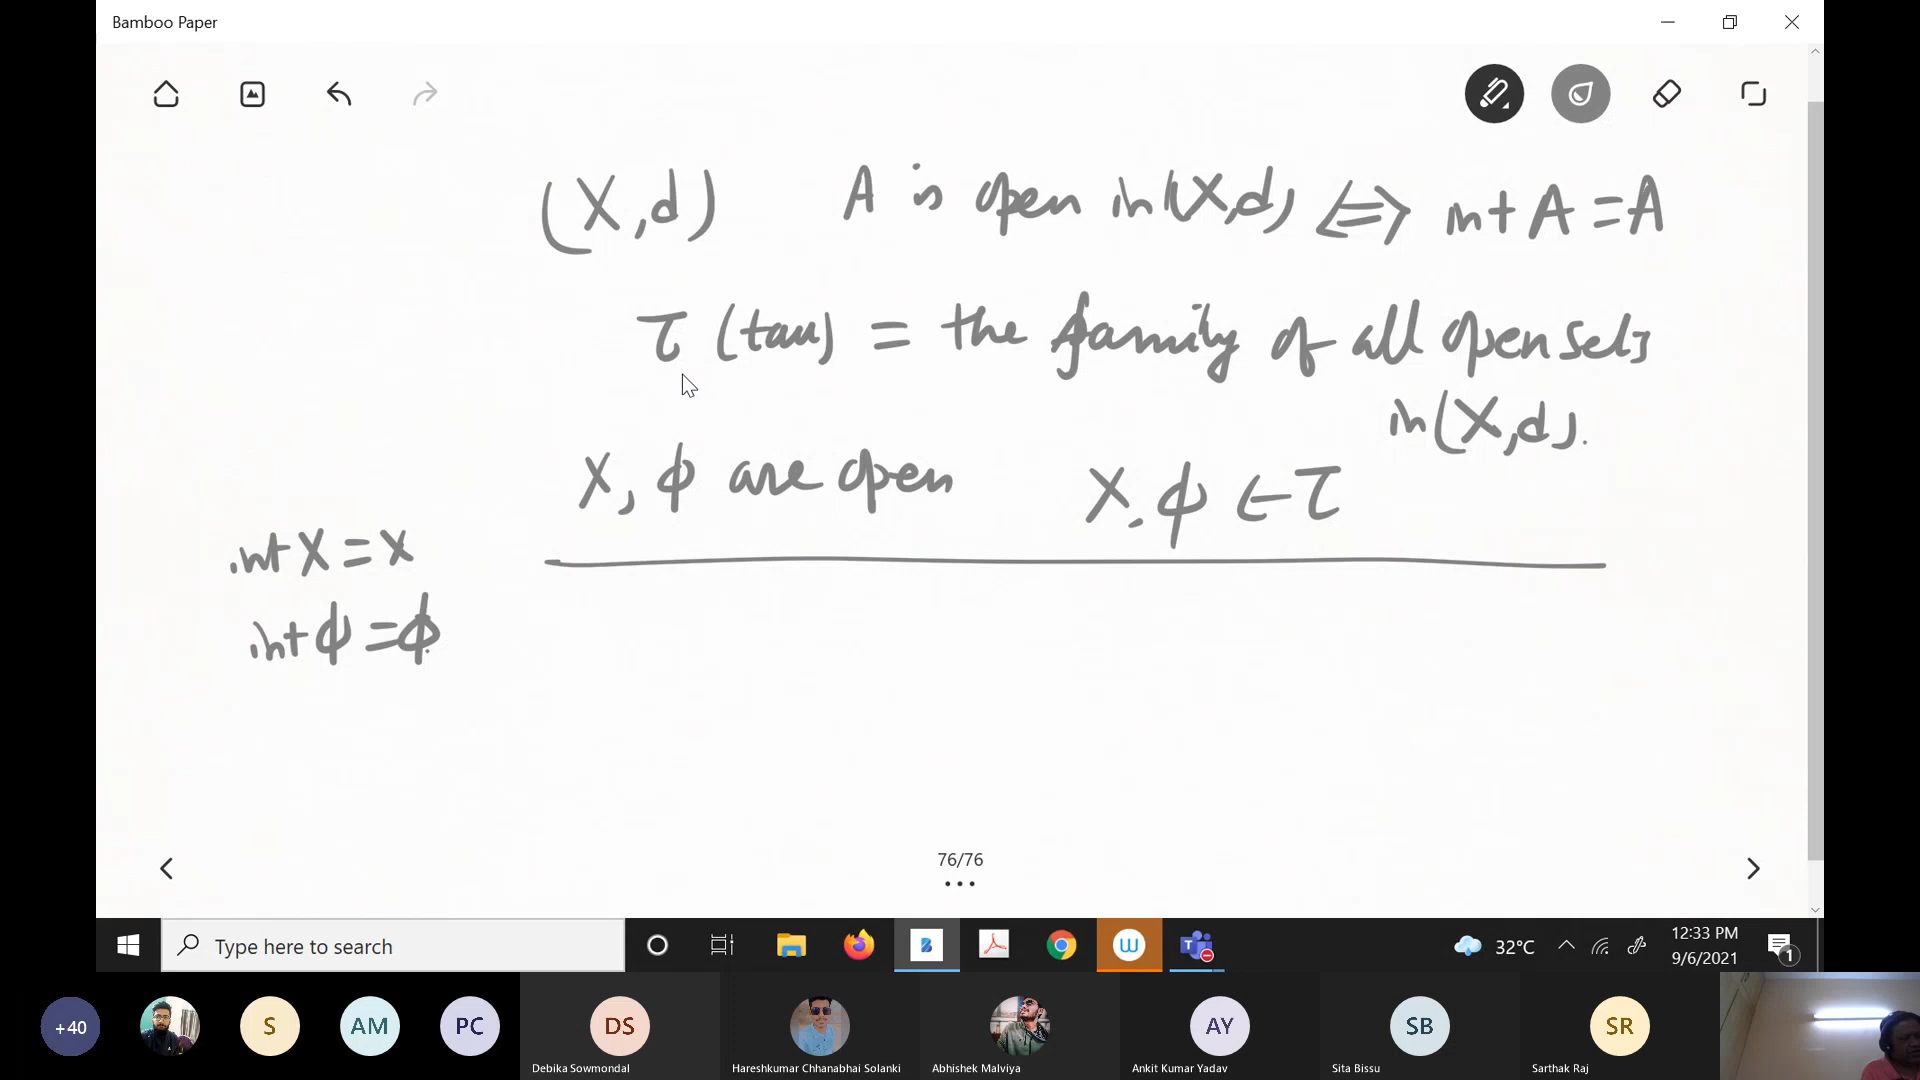 Bamboo Paper
(X,d) A is open in (X,d) ⇔ int A = A
τ (tau) = the family of all open sets
in (X,d).
X, ϕ are open X, ϕ ∈ τ
int X = X
int ϕ = ϕ
76/76
Type here to search
32°C
12:33 PM
9/6/2021
1
+40
S
AM
PC
DS
AY
SB
SR
Debika Sowmondal
Hareshkumar Chhanabhai Solanki
Abhishek Malviya
Ankit Kumar Yadav
Sita Bissu
Sarthak Raj